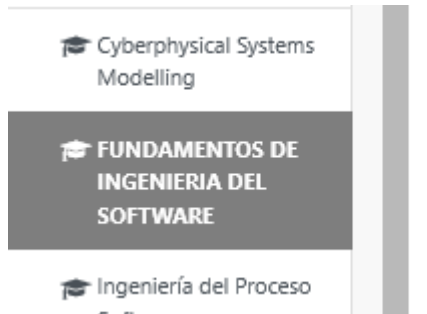 Cyberphysical Systems
Modelling
FUNDAMENTOS DE
INGENIERIA DEL
SOFTWARE
Ingeniería del Proceso